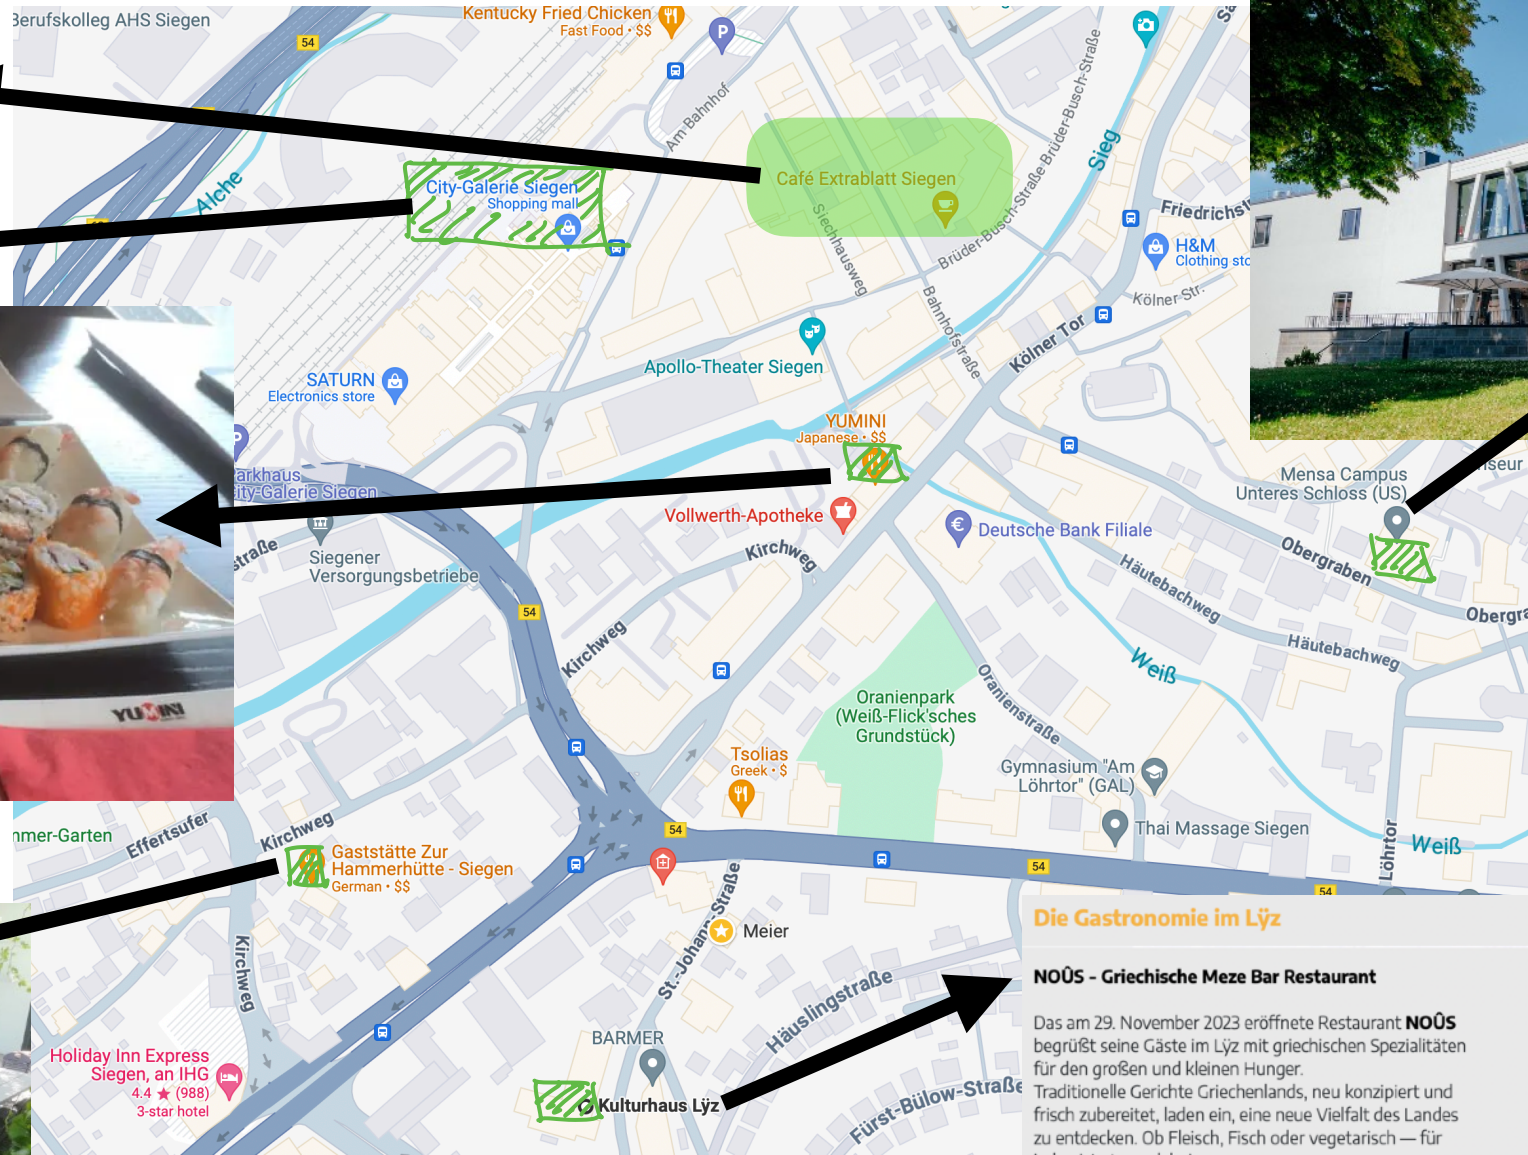 Berufskolleg AHS Siegen
54
Kentucky Fried Chicken
Fast Food • $$
P
Am Bahnhof
Alche
City-Galerie Siegen
Shopping mall
Café Extrablatt Siegen
Siechhausweg
Brüder-Busch-Straße
Brüder-Busch-Straße
Sieg
Friedrichst
H&M
Clothing sto
Kölner Str.
Kölner Tor
Bahnhofstraße
Apollo-Theater Siegen
SATURN
Electronics store
YUMINI
Japanese • $$
Parkhaus
City-Galerie Siegen
Vollwerth-Apotheke
Deutsche Bank Filiale
Mensa Campus
Unteres Schloss (US)
Siegener
Versorgungsbetriebe
straße
Kirchweg
Obergraben
Obergra
Häutebachweg
Häutebachweg
54
Kirchweg
Weiß
Oranienpark
(Weiß-Flick'sches
Grundstück)
Oranienstraße
YUMINI
Tsolias
Greek • $
Gymnasium "Am
Löhrtor" (GAL)
Thai Massage Siegen
Löhrtor
Weiß
mmer-Garten
Effertsufer
Kirchweg
54
54
54
Gaststätte Zur
Hammerhütte - Siegen
German • $$
Kirchweg
St.-Johann-Straße
Meier
Häuslingstraße
BARMER
Holiday Inn Express
Siegen, an IHG
4.4 ★ (988)
3-star hotel
Kulturhaus Lÿz
Fürst-Bülow-Straße
Die Gastronomie im Lÿz
NOÛS – Griechische Meze Bar Restaurant
Das am 29. November 2023 eröffnete Restaurant NOÛS
begrüßt seine Gäste im Lÿz mit griechischen Spezialitäten
für den großen und kleinen Hunger.
Traditionelle Gerichte Griechenlands, neu konzipiert und
frisch zubereitet, laden ein, eine neue Vielfalt des Landes
zu entdecken. Ob Fleisch, Fisch oder vegetarisch — für